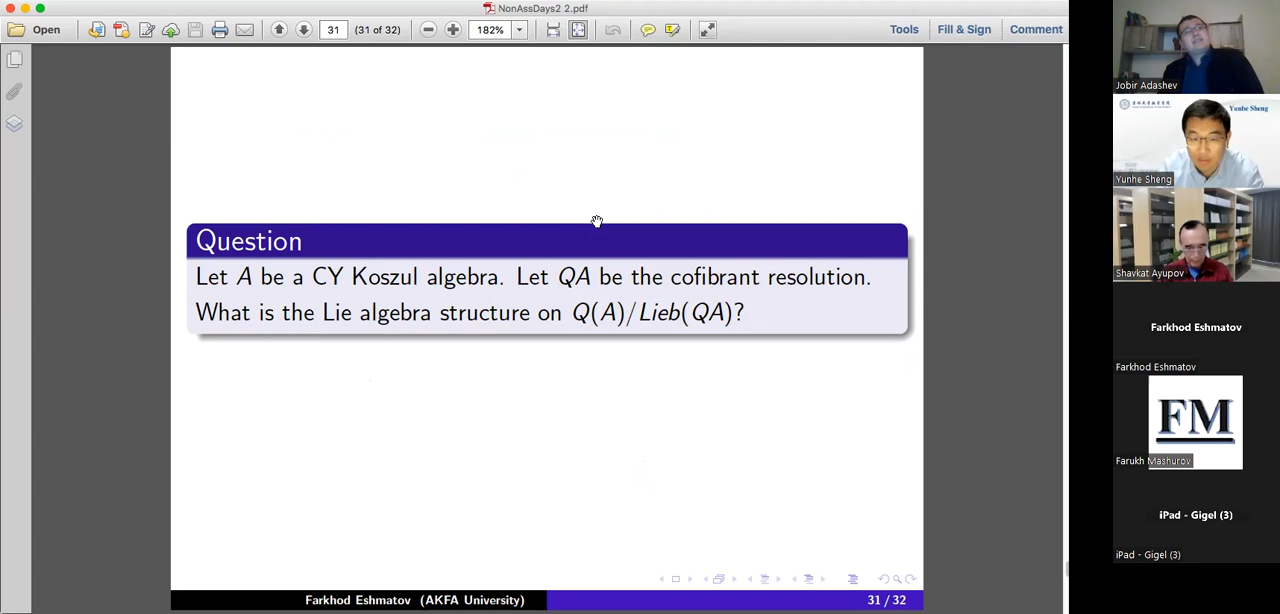 NonAssDays2 2.pdf
Open
31
(31 of 32)
182%
Tools
Fill & Sign
Comment
Question
Let A be a CY Koszul algebra. Let QA be the cofibrant resolution.
What is the Lie algebra structure on Q(A)/Lieb(QA)?
Farkhod Eshmatov (AKFA University)
31 / 32
Jobir Adashev
Yunhe Sheng
Yunhe Sheng
Shavkat Ayupov
Farkhod Eshmatov
Farkhod Eshmatov
FM
Farukh Mashurov
iPad - Gigel (3)
iPad - Gigel (3)